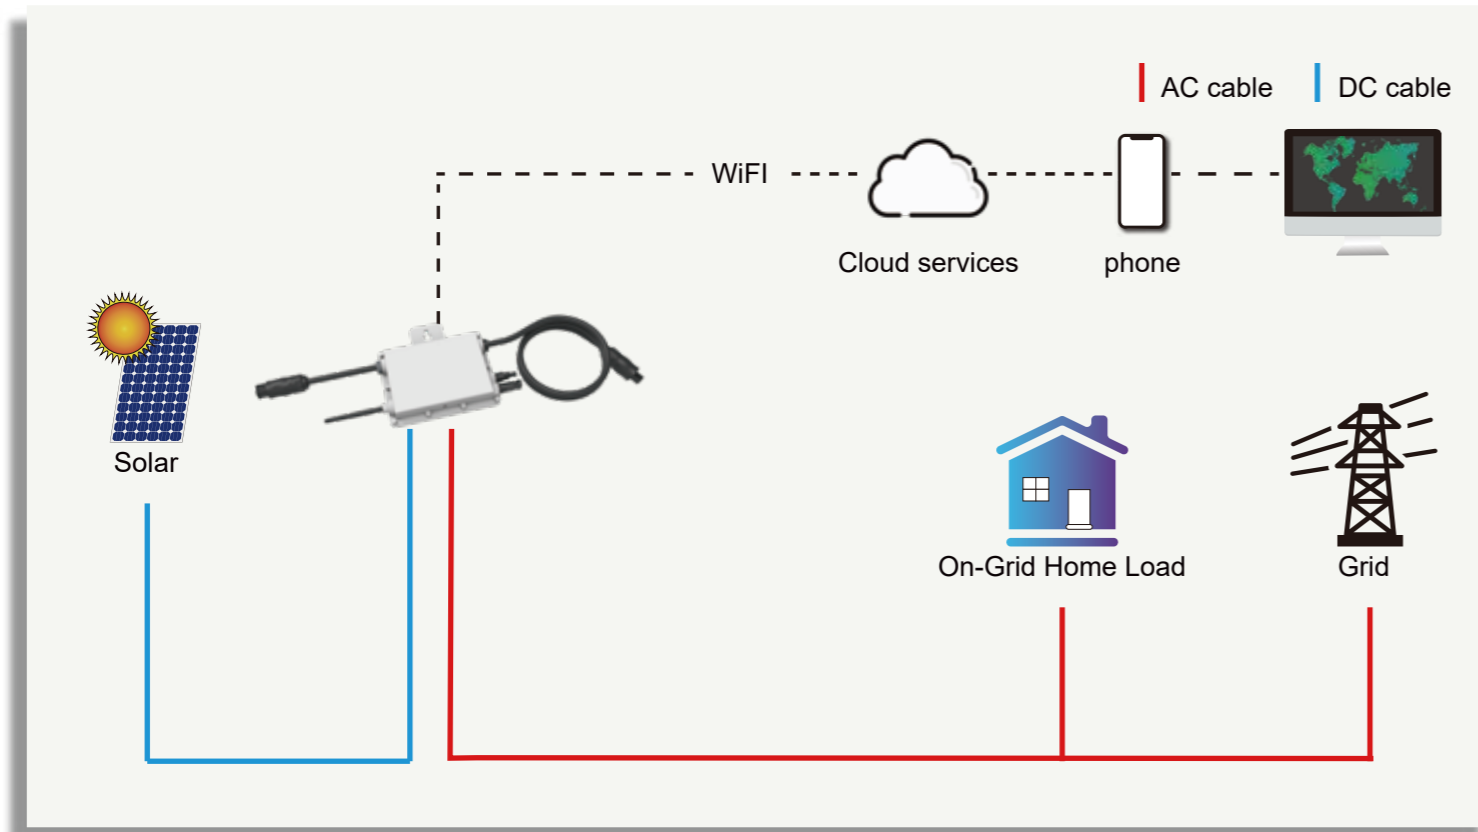 AC cable
DC cable
WiFI
Cloud services
phone
Solar
On-Grid Home Load
Grid